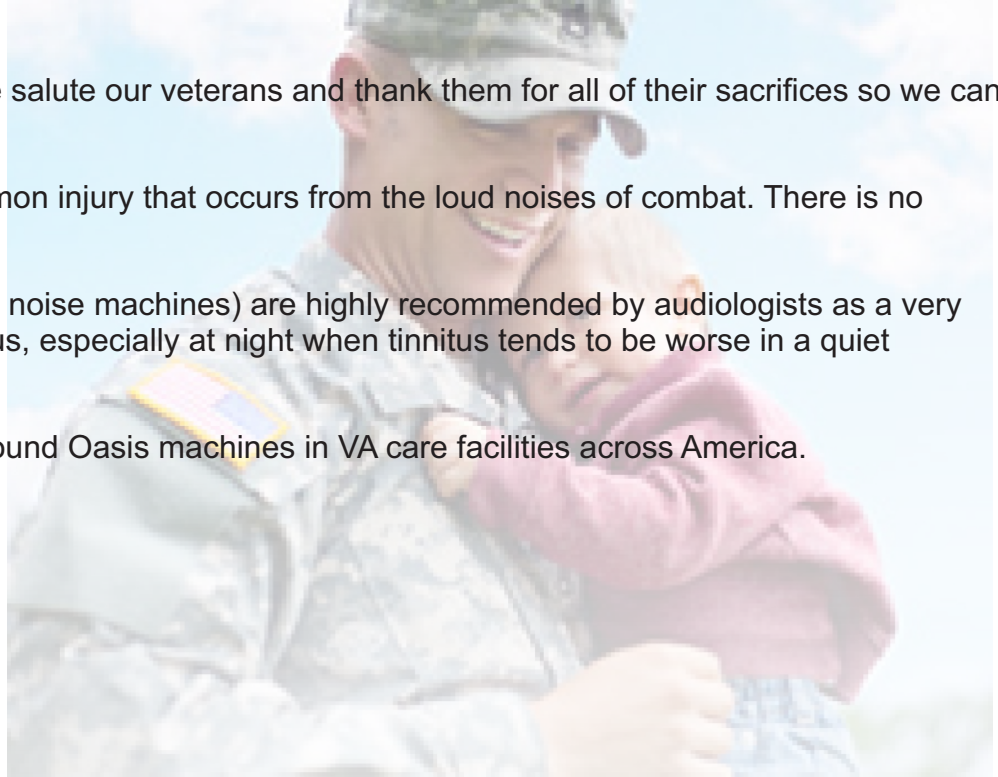 salute our veterans and thank them for all of their sacrifices so we can
mon injury that occurs from the loud noises of combat. There is no
noise machines) are highly recommended by audiologists as a very
us, especially at night when tinnitus tends to be worse in a quiet
ound Oasis machines in VA care facilities across America.